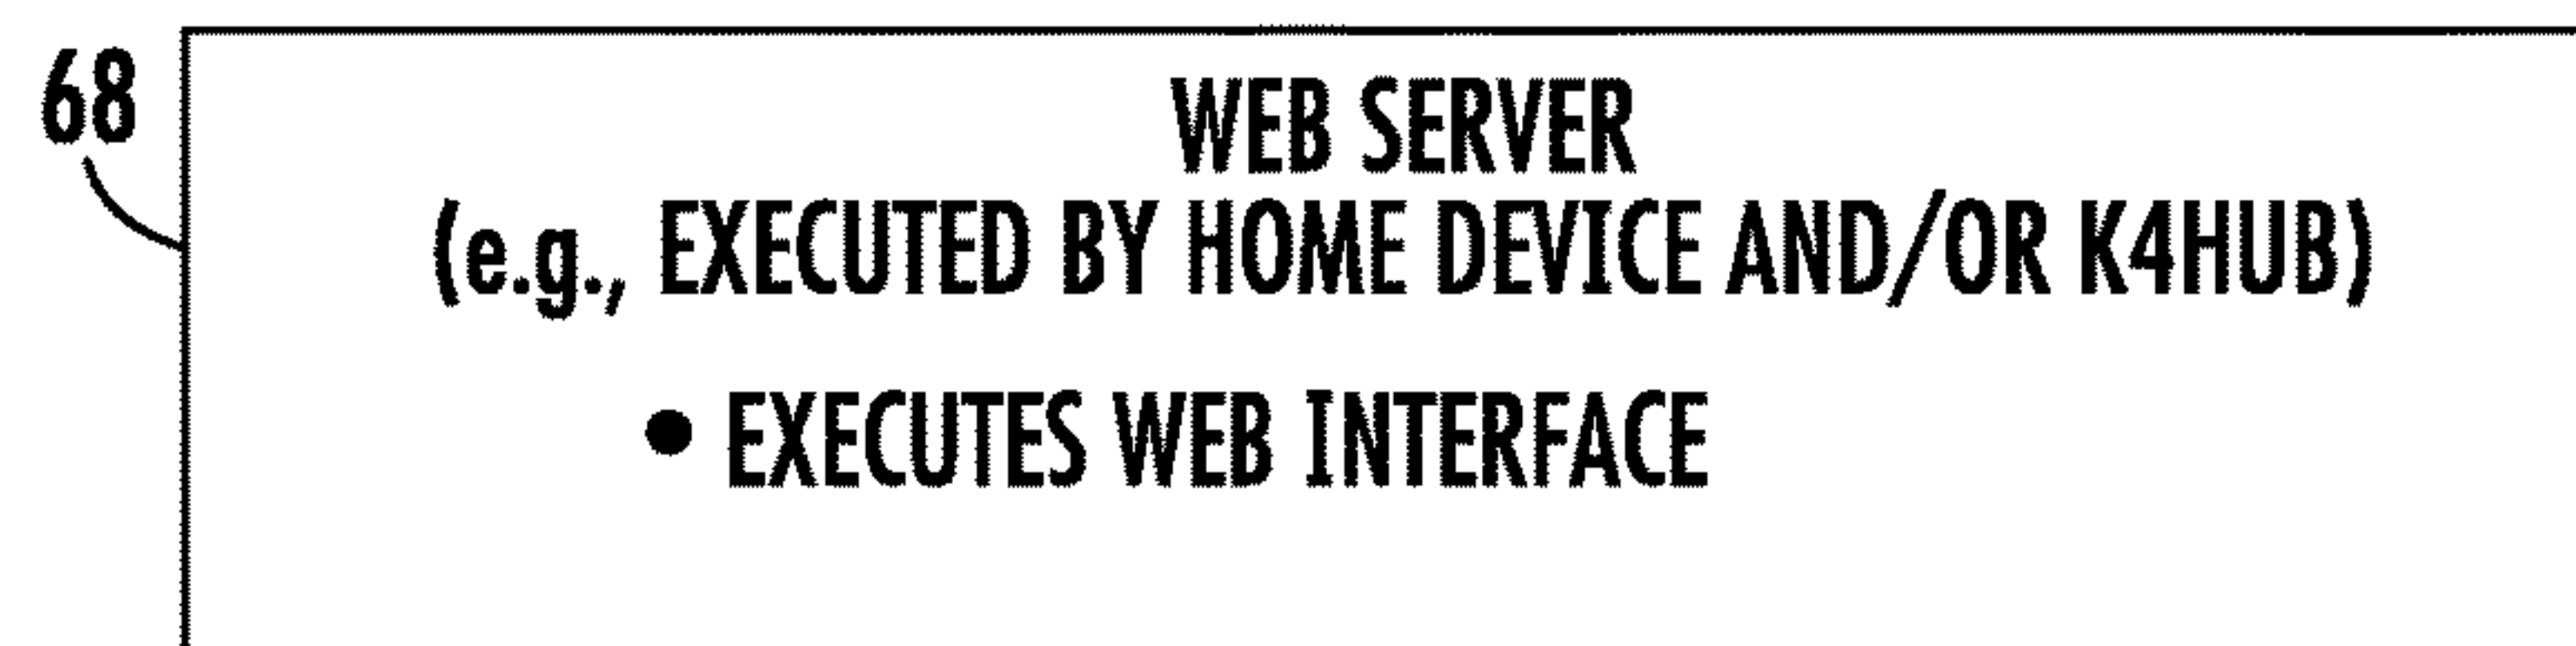 68
WEB SERVER
(e.g., EXECUTED BY HOME DEVICE AND/OR K4HUB)
• EXECUTES WEB INTERFACE